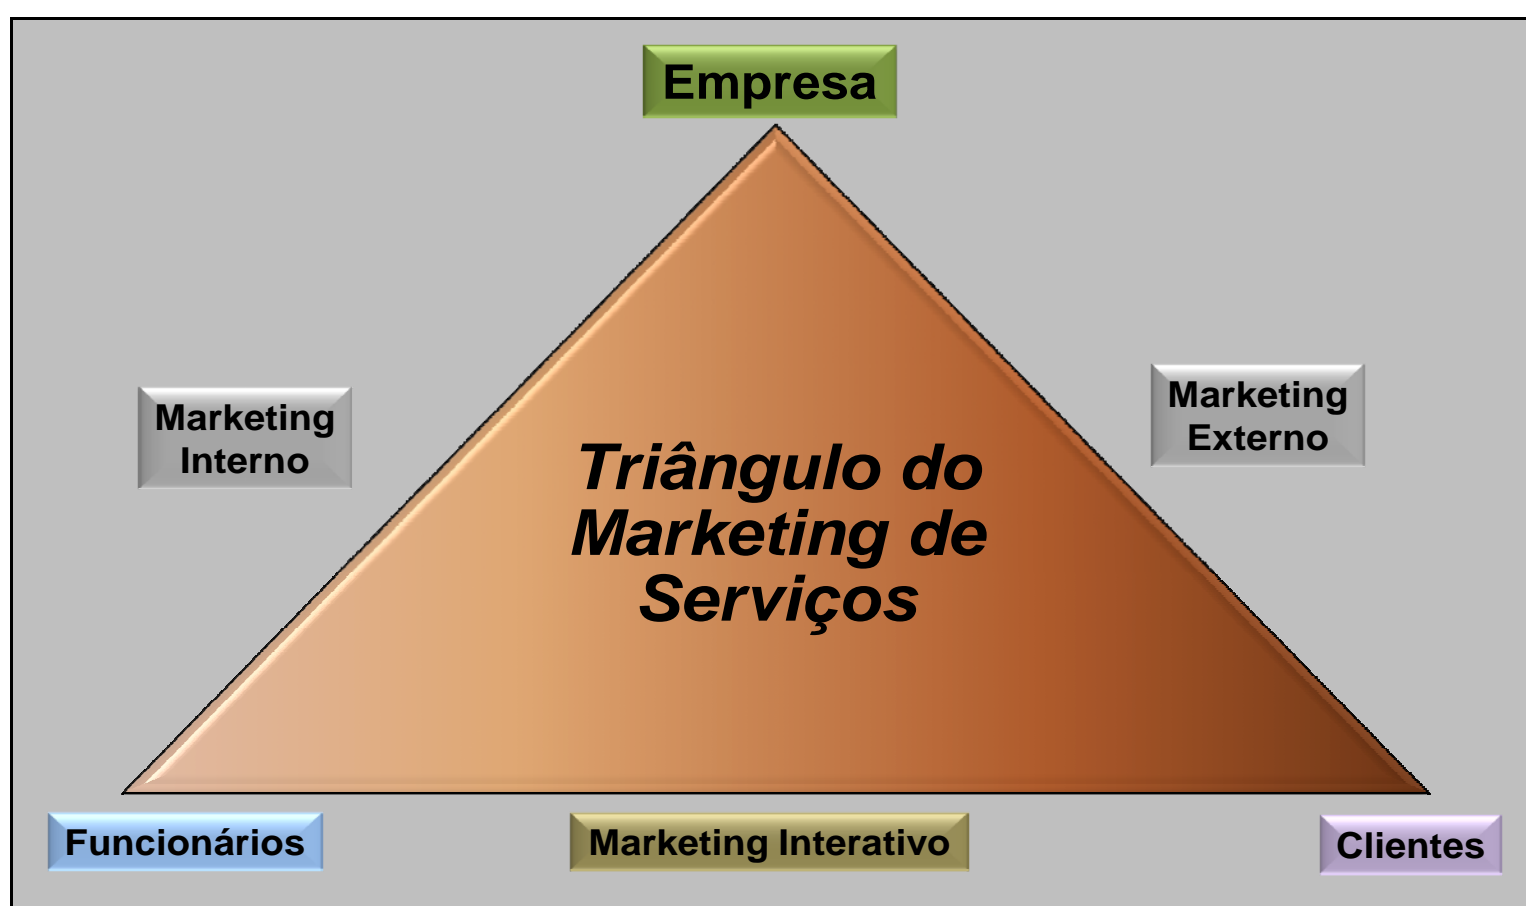 Empresa
Marketing
Interno
Marketing
Externo
Triângulo do
Marketing de
Serviços
Funcionários
Marketing Interativo
Clientes